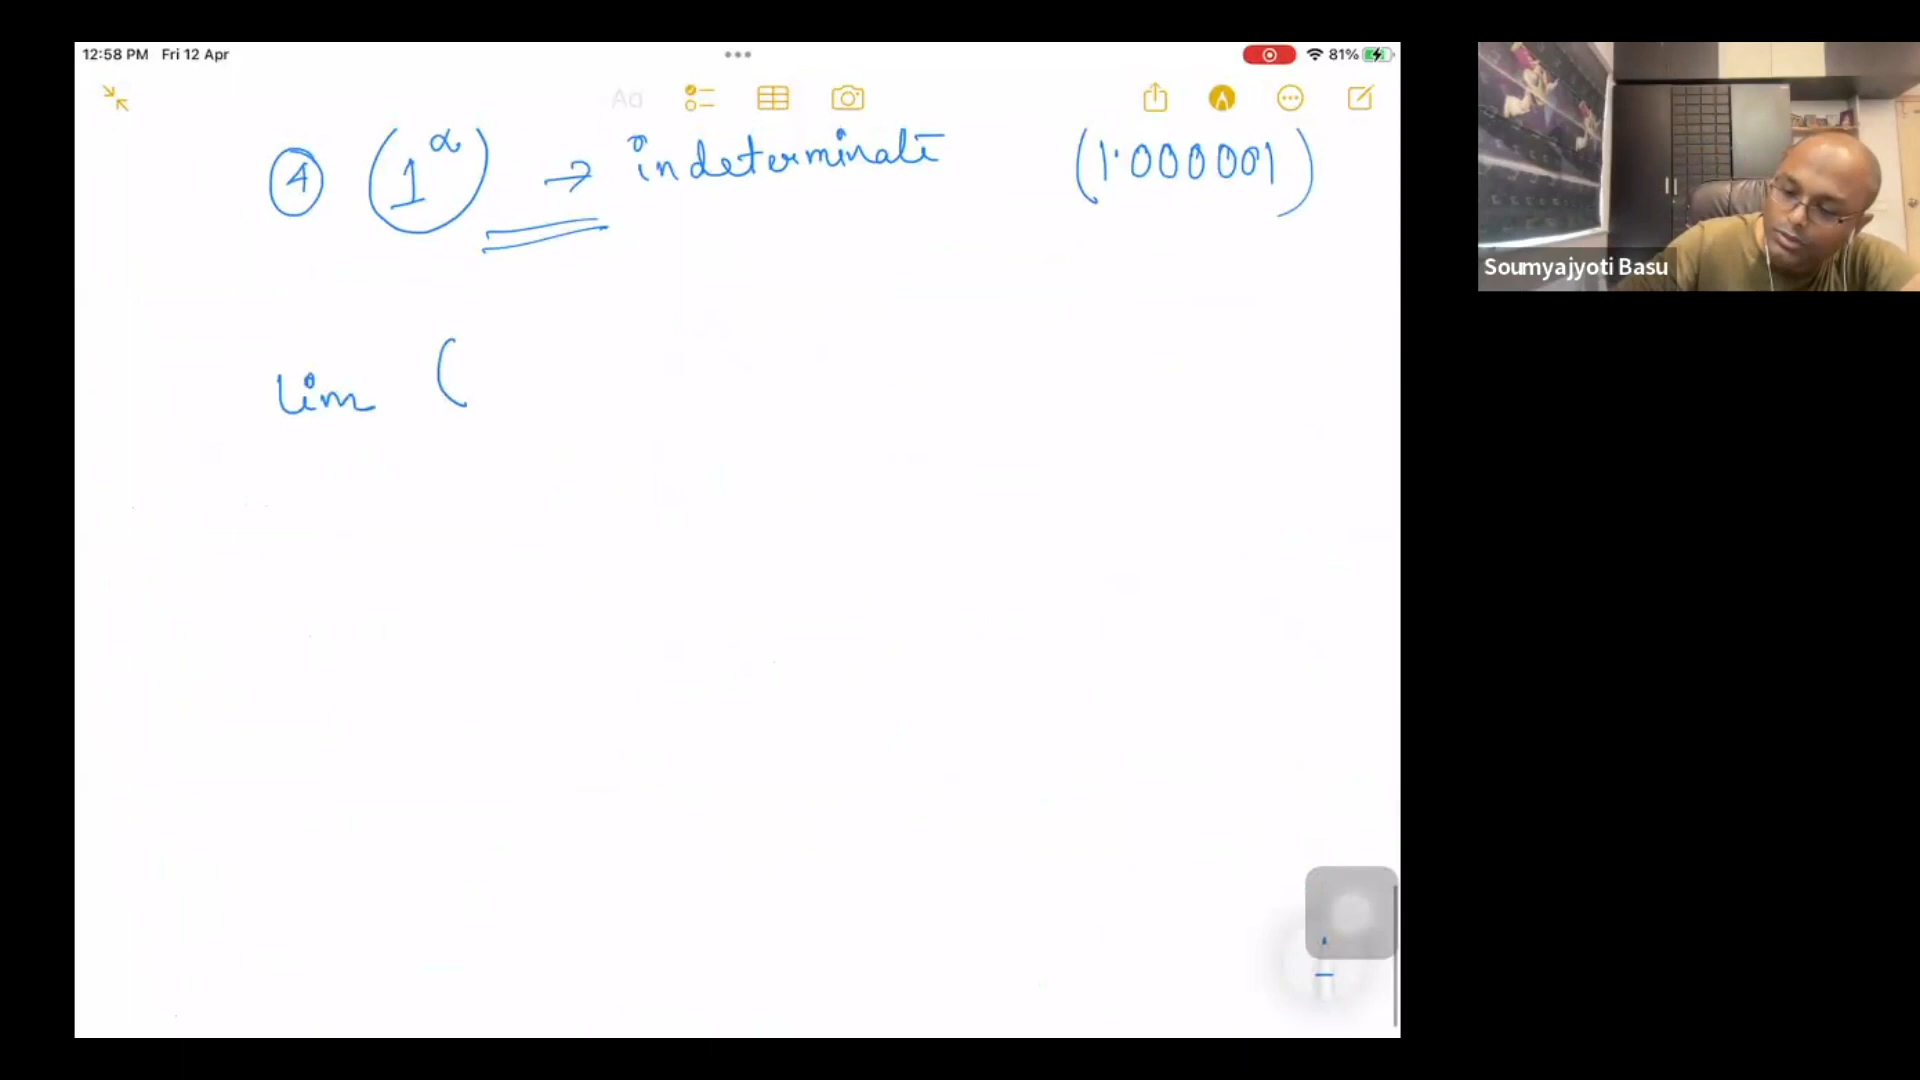 12:58 PM Fri 12 Apr
81%
Aa
4 (1^α) → indeterminate (1.000001)
Soumyajyoti Basu
lim (